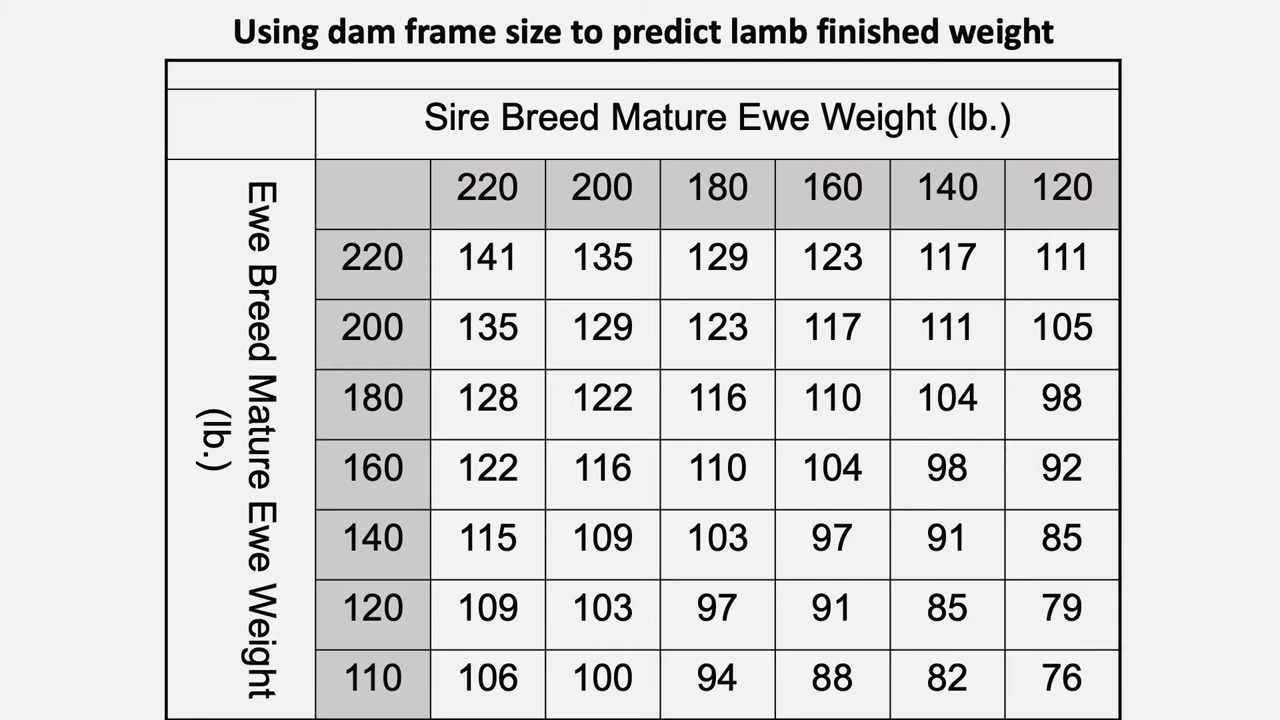 Using dam frame size to predict lamb finished weight
Sire Breed Mature Ewe Weight (lb.)
Ewe Breed Mature Ewe Weight
(lb.)
220 200 180 160 140 120
220 141 135 129 123 117 111
200 135 129 123 117 111 105
180 128 122 116 110 104 98
160 122 116 110 104 98 92
140 115 109 103 97 91 85
120 109 103 97 91 85 79
110 106 100 94 88 82 76